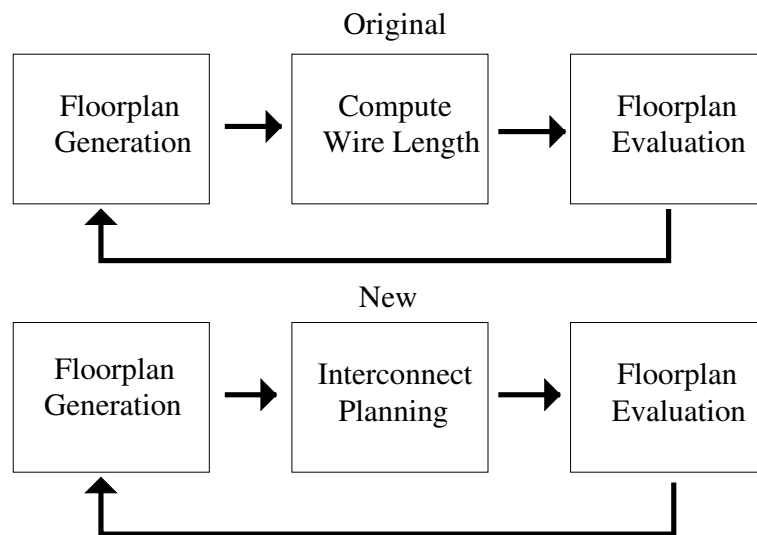 Original
Floorplan
Generation
Compute
Wire Length
Floorplan
Evaluation
New
Floorplan
Generation
Interconnect
Planning
Floorplan
Evaluation